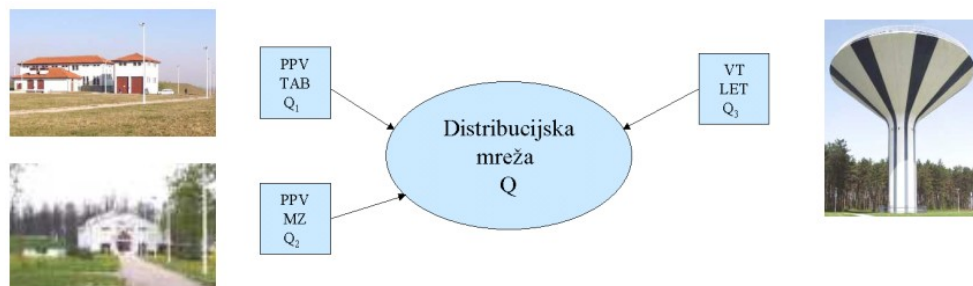 PPV
TAB
Q₁
PPV
MZ
Q₂
Distribucijska
mreža
Q
VT
LET
Q₃